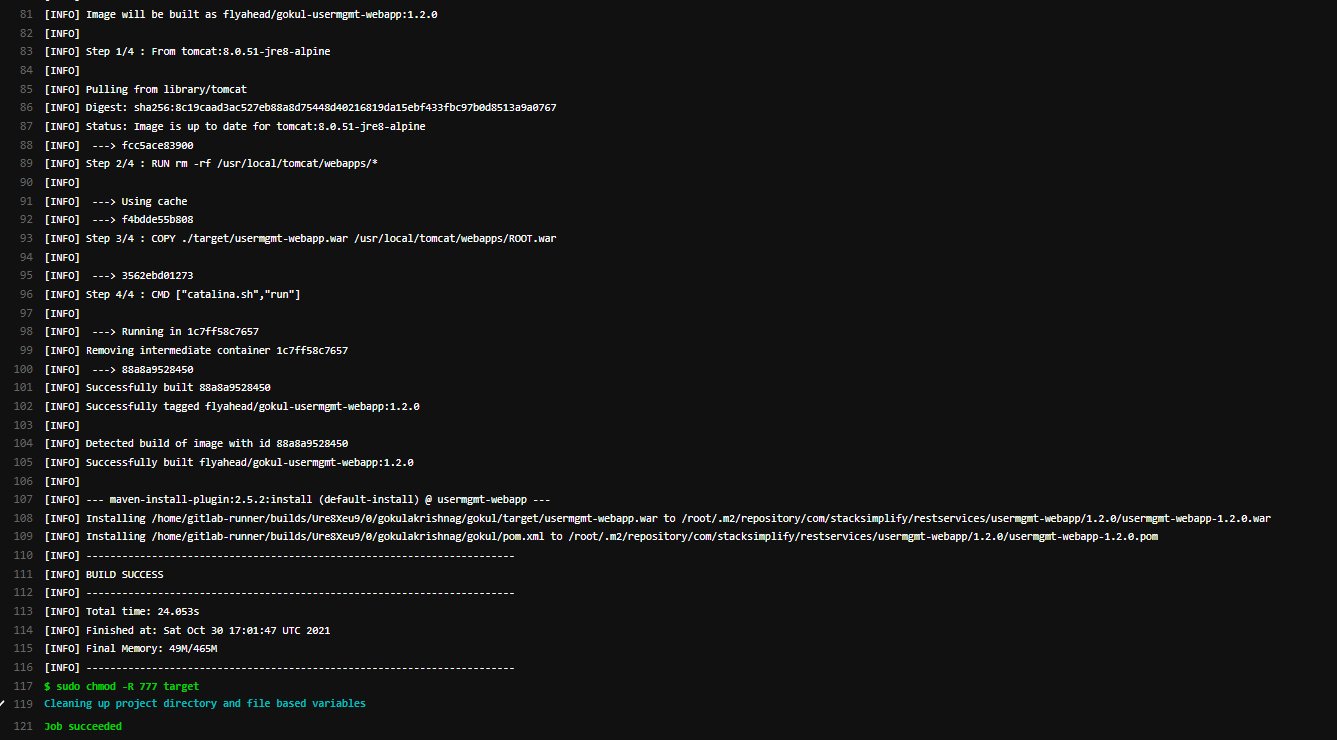 81 [INFO] Image will be built as flyahead/gokul-usermgmt-webapp:1.2.0
82 [INFO]
83 [INFO] Step 1/4 : From tomcat:8.0.51-jre8-alpine
84 [INFO]
85 [INFO] Pulling from library/tomcat
86 [INFO] Digest: sha256:8c19caad3ac527eb88a8d75448d40216819da15ebf433fbc97b0d8513a9a0767
87 [INFO] Status: Image is up to date for tomcat:8.0.51-jre8-alpine
88 [INFO]  ---> fcc5ace83900
89 [INFO] Step 2/4 : RUN rm -rf /usr/local/tomcat/webapps/*
90 [INFO]
91 [INFO]  ---> Using cache
92 [INFO]  ---> f4bdde55b808
93 [INFO] Step 3/4 : COPY ./target/usermgmt-webapp.war /usr/local/tomcat/webapps/ROOT.war
94 [INFO]
95 [INFO]  ---> 3562ebd01273
96 [INFO] Step 4/4 : CMD ["catalina.sh","run"]
97 [INFO]
98 [INFO]  ---> Running in 1c7ff58c7657
99 [INFO] Removing intermediate container 1c7ff58c7657
100 [INFO]  ---> 88a8a9528450
101 [INFO] Successfully built 88a8a9528450
102 [INFO] Successfully tagged flyahead/gokul-usermgmt-webapp:1.2.0
103 [INFO]
104 [INFO] Detected build of image with id 88a8a9528450
105 [INFO] Successfully built flyahead/gokul-usermgmt-webapp:1.2.0
106 [INFO]
107 [INFO] --- maven-install-plugin:2.5.2:install (default-install) @ usermgmt-webapp ---
108 [INFO] Installing /home/gitlab-runner/builds/Ure8Xeu9/0/gokulakrishnag/gokul/target/usermgmt-webapp.war to /root/.m2/repository/com/stacksimplify/restservices/usermgmt-webapp/1.2.0/usermgmt-webapp-1.2.0.war
109 [INFO] Installing /home/gitlab-runner/builds/Ure8Xeu9/0/gokulakrishnag/gokul/pom.xml to /root/.m2/repository/com/stacksimplify/restservices/usermgmt-webapp/1.2.0/usermgmt-webapp-1.2.0.pom
110 [INFO] ------------------------------------------------------------------------
111 [INFO] BUILD SUCCESS
112 [INFO] ------------------------------------------------------------------------
113 [INFO] Total time: 24.053s
114 [INFO] Finished at: Sat Oct 30 17:01:47 UTC 2021
115 [INFO] Final Memory: 49M/465M
116 [INFO] ------------------------------------------------------------------------
117 $ sudo chmod -R 777 target
119 Cleaning up project directory and file based variables
121 Job succeeded